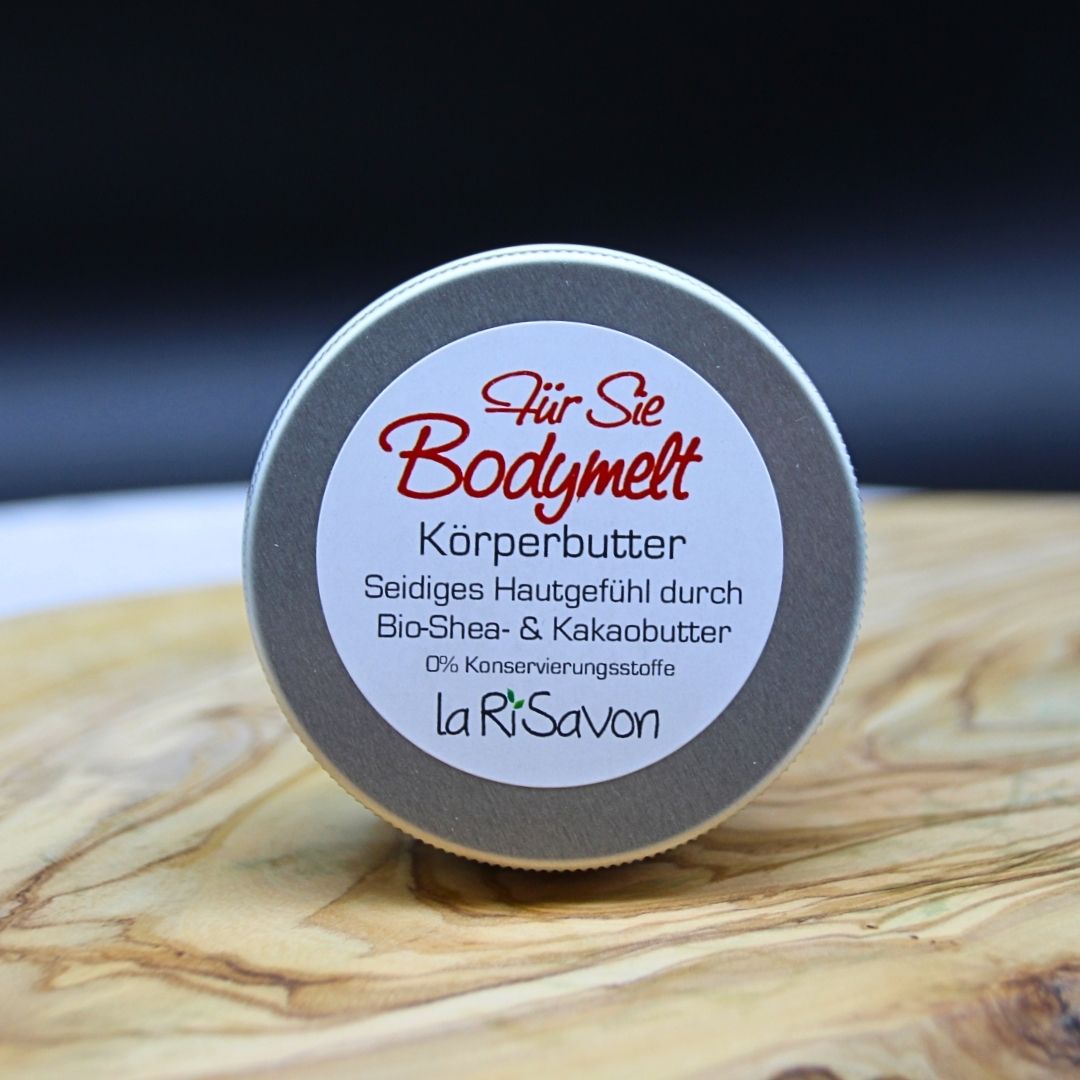 Für Sie
Bodymelt
Körperbutter
Seidiges Hautgefühl durch
Bio-Shea- & Kakaobutter
0% Konservierungsstoffe
la RiSavon